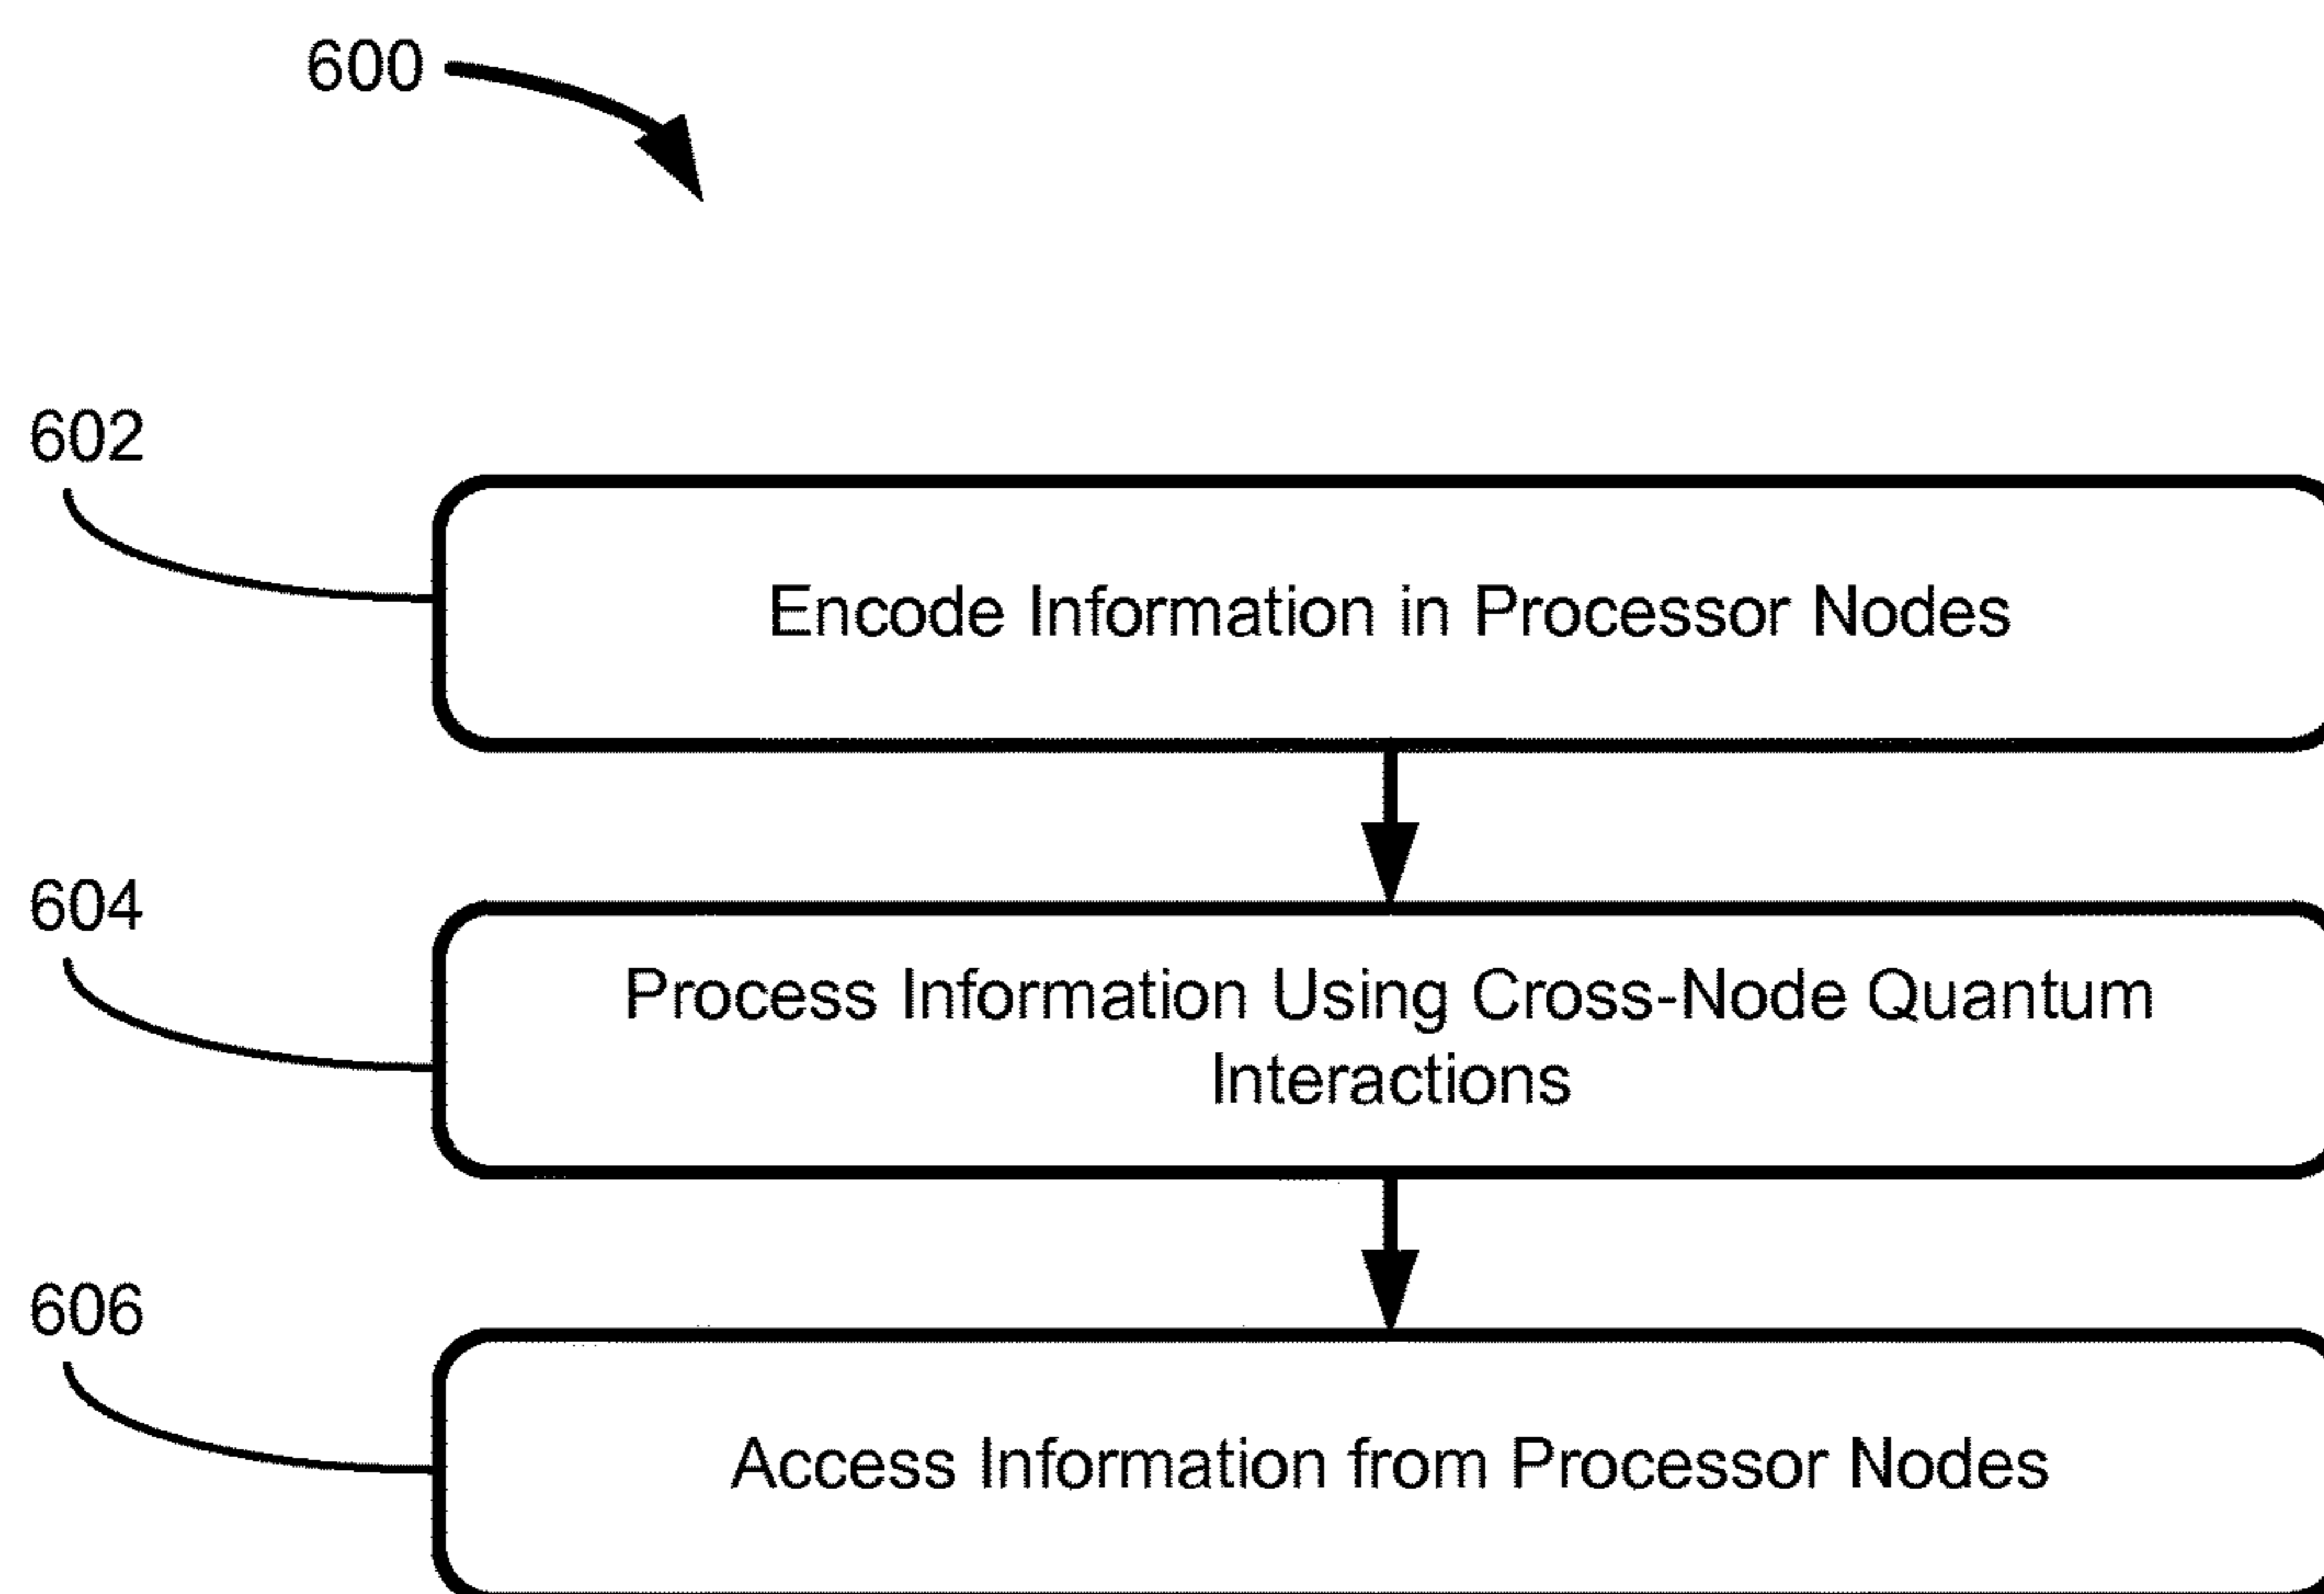 600
602
Encode Information in Processor Nodes
604
Process Information Using Cross-Node Quantum
Interactions
606
Access Information from Processor Nodes